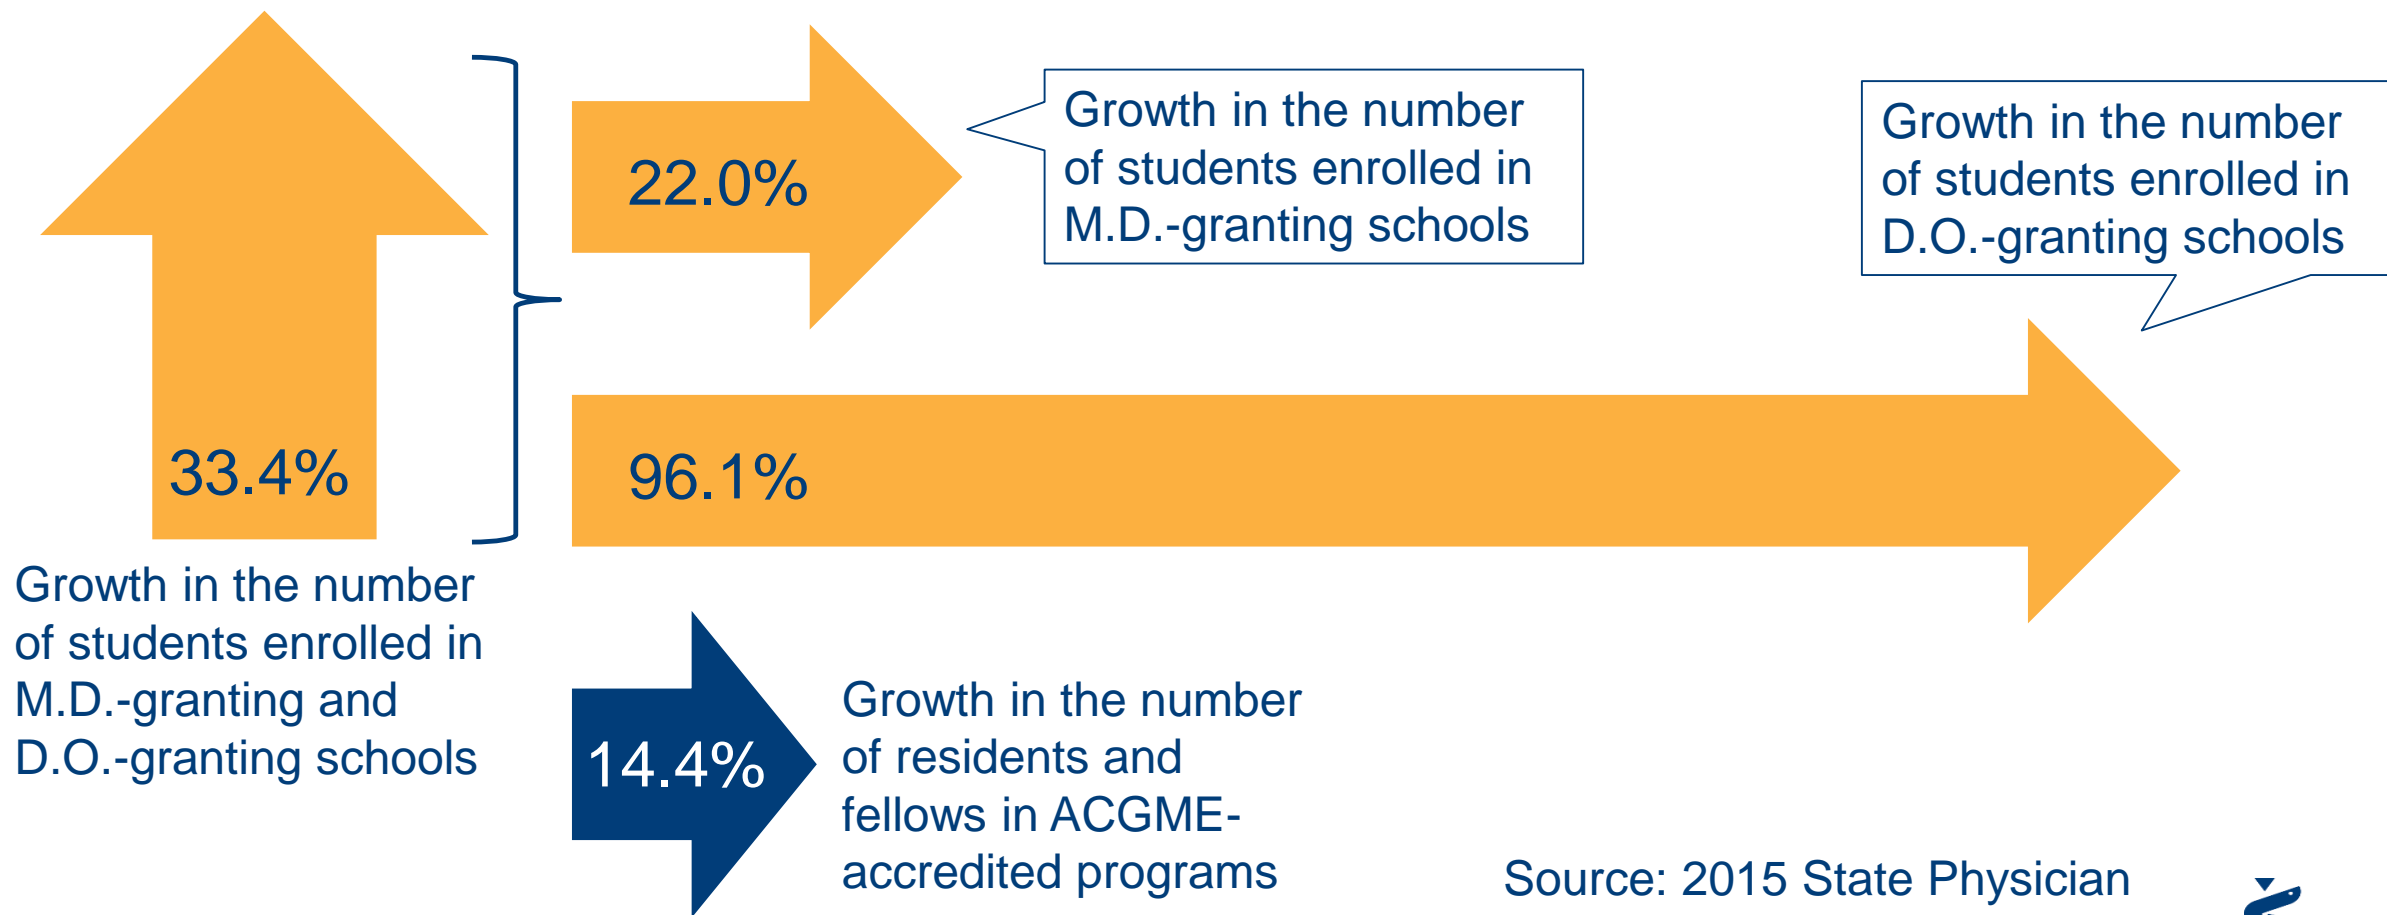 33.4%
Growth in the number
of students enrolled in
M.D.-granting and
D.O.-granting schools
22.0%
Growth in the number
of students enrolled in
M.D.-granting schools
96.1%
Growth in the number
of students enrolled in
D.O.-granting schools
14.4%
Growth in the number
of residents and
fellows in ACGME-
accredited programs
Source: 2015 State Physician